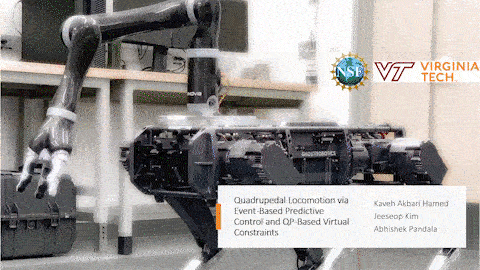 NSF
VT VIRGINIA
TECH
Quadrupedal Locomotion via
Event-Based Predictive
Control and QP-Based Virtual
Constraints
Kaveh Akbari Hamed
Jeeseop Kim
Abhishek Pandala